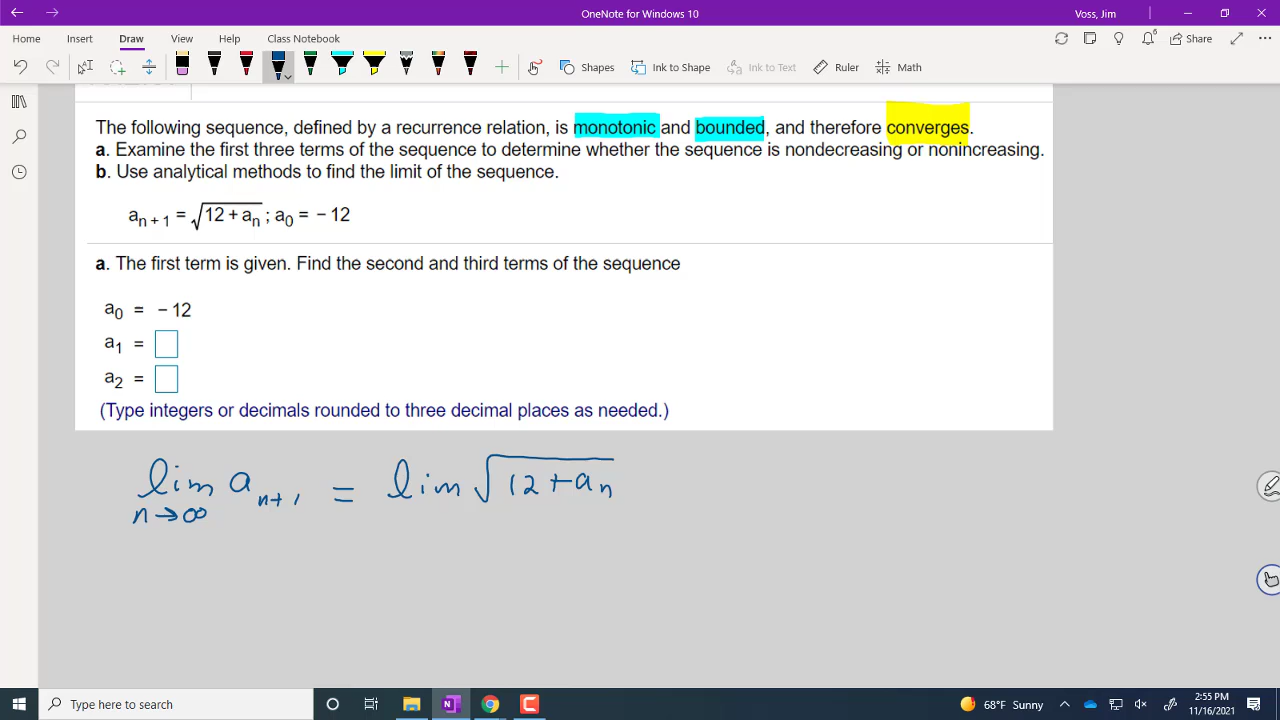 OneNote for Windows 10
Voss, Jim
Home Insert Draw View Help Class Notebook
Share
Shapes Ink to Shape Ink to Text Ruler Math
The following sequence, defined by a recurrence relation, is monotonic and bounded, and therefore converges.
a. Examine the first three terms of the sequence to determine whether the sequence is nondecreasing or nonincreasing.
b. Use analytical methods to find the limit of the sequence.
aₙ₊₁ = √(12 + aₙ) ; a₀ = − 12
a. The first term is given. Find the second and third terms of the sequence
a₀ = − 12
a₁ =
a₂ =
(Type integers or decimals rounded to three decimal places as needed.)
lim aₙ₊₁ = lim √(12 + aₙ)
n→∞
Type here to search
68°F Sunny
2:55 PM
11/16/2021